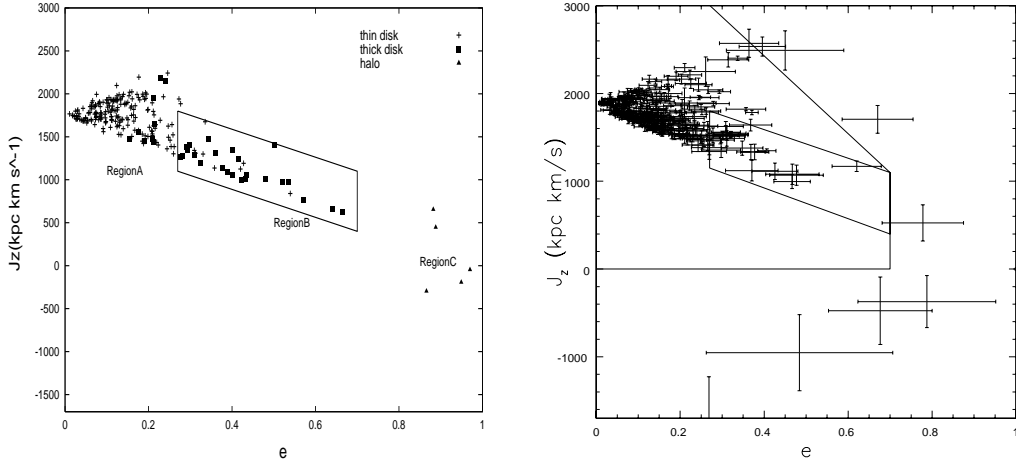 3000
2500
2000
1500
1000
500
0
-500
-1000
-1500
Jz(kpc km s^-1)
thin disk
thick disk
halo
RegionA
RegionB
RegionC
0 0.2 0.4 0.6 0.8 1
e
3000
2000
1000
0
-1000
J_z (kpc km/s)
0 0.2 0.4 0.6 0.8 1
e